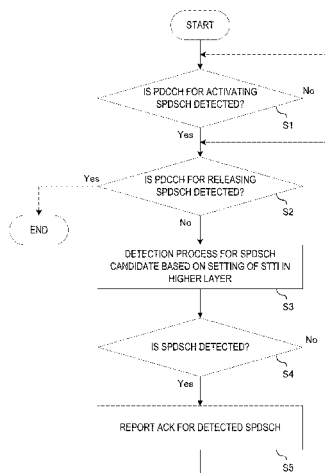 START
IS PDCCH FOR ACTIVATING
SPDSCH DETECTED?
No
S1
Yes
IS PDCCH FOR RELEASING
SPDSCH DETECTED?
Yes
S2
END
No
DETECTION PROCESS FOR SPDSCH
CANDIDATE BASED ON SETTING OF STTI IN
HIGHER LAYER
S3
IS SPDSCH DETECTED?
No
S4
Yes
REPORT ACK FOR DETECTED SPDSCH
S5